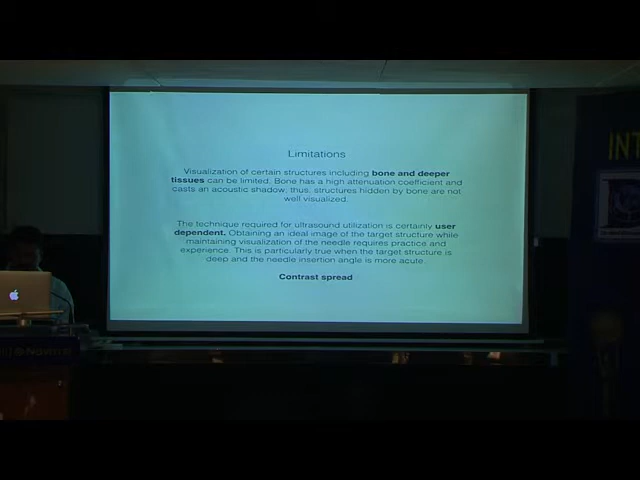 Limitations
Visualization of certain structures including bone and deeper
tissues can be limited. Bone has a high attenuation coefficient and
casts an acoustic shadow; thus, structures hidden by bone are not
well visualized.
The technique required for ultrasound utilization is certainly user
dependent. Obtaining an ideal image of the target structure while
maintaining visualization of the needle requires practice and
experience. This is particularly true when the target structure is
deep and the needle insertion angle is more acute.
Contrast spread
INT